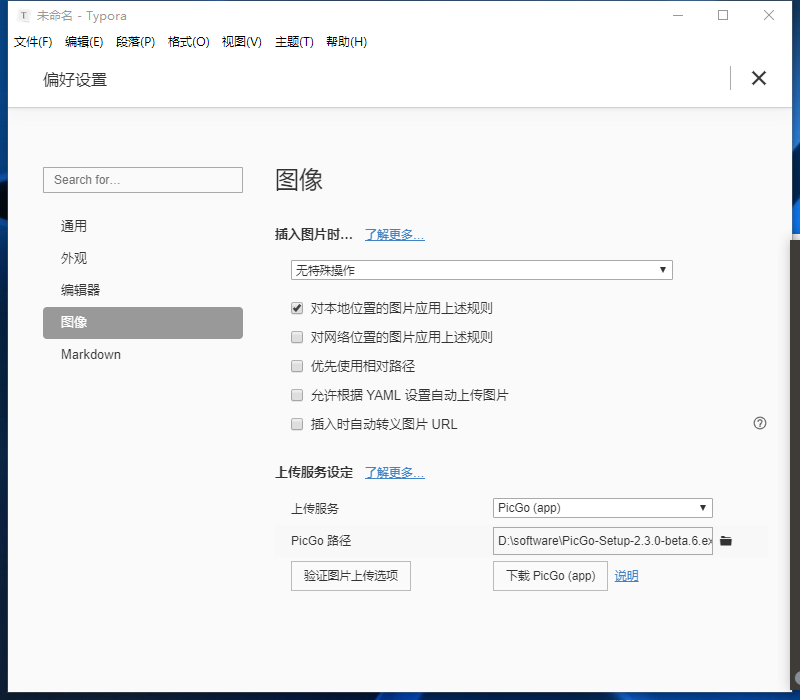 未命名 - Typora
文件(F) 编辑(E) 段落(P) 格式(O) 视图(V) 主题(T) 帮助(H)
偏好设置
Search for...
通用
外观
编辑器
图像
Markdown
图像
插入图片时... 了解更多...
无特殊操作
对本地位置的图片应用上述规则
对网络位置的图片应用上述规则
优先使用相对路径
允许根据 YAML 设置自动上传图片
插入时自动转义图片 URL
上传服务设定 了解更多...
上传服务 PicGo (app)
PicGo 路径 D:\software\PicGo-Setup-2.3.0-beta.6.ex
验证图片上传选项 下载 PicGo (app) 说明